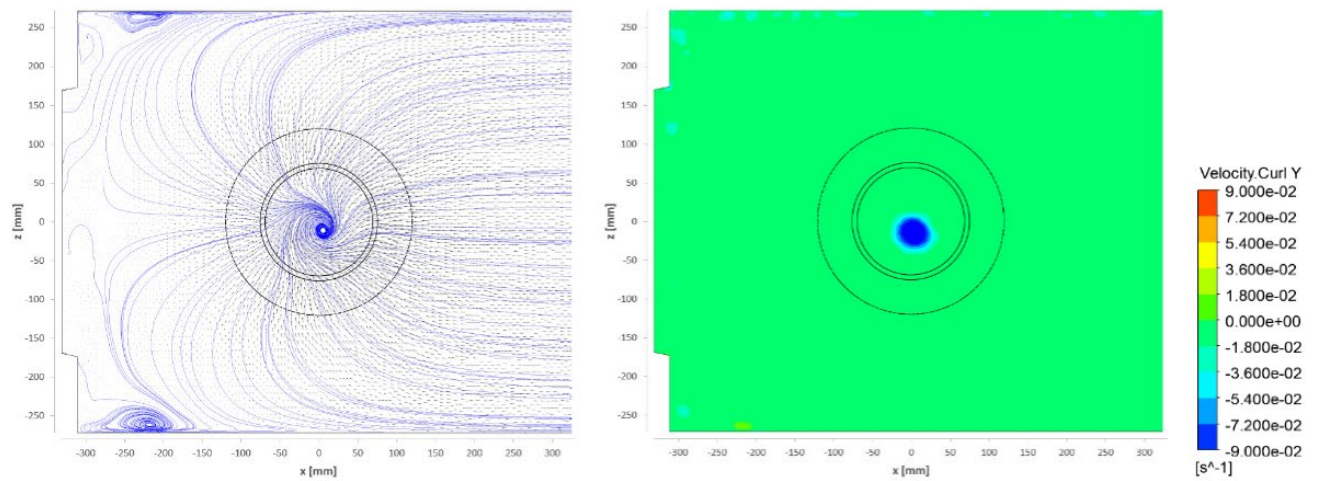 250
200
150
100
50
0
-50
-100
-150
-200
-250
z [mm]
-300 -250 -200 -150 -100 -50 0 50 100 150 200 250 300
x [mm]
250
200
150
100
50
0
-50
-100
-150
-200
-250
z [mm]
-300 -250 -200 -150 -100 -50 0 50 100 150 200 250 300
x [mm]
Velocity.Curl Y
9.000e-02
7.200e-02
5.400e-02
3.600e-02
1.800e-02
0.000e+00
-1.800e-02
-3.600e-02
-5.400e-02
-7.200e-02
-9.000e-02
[s^-1]